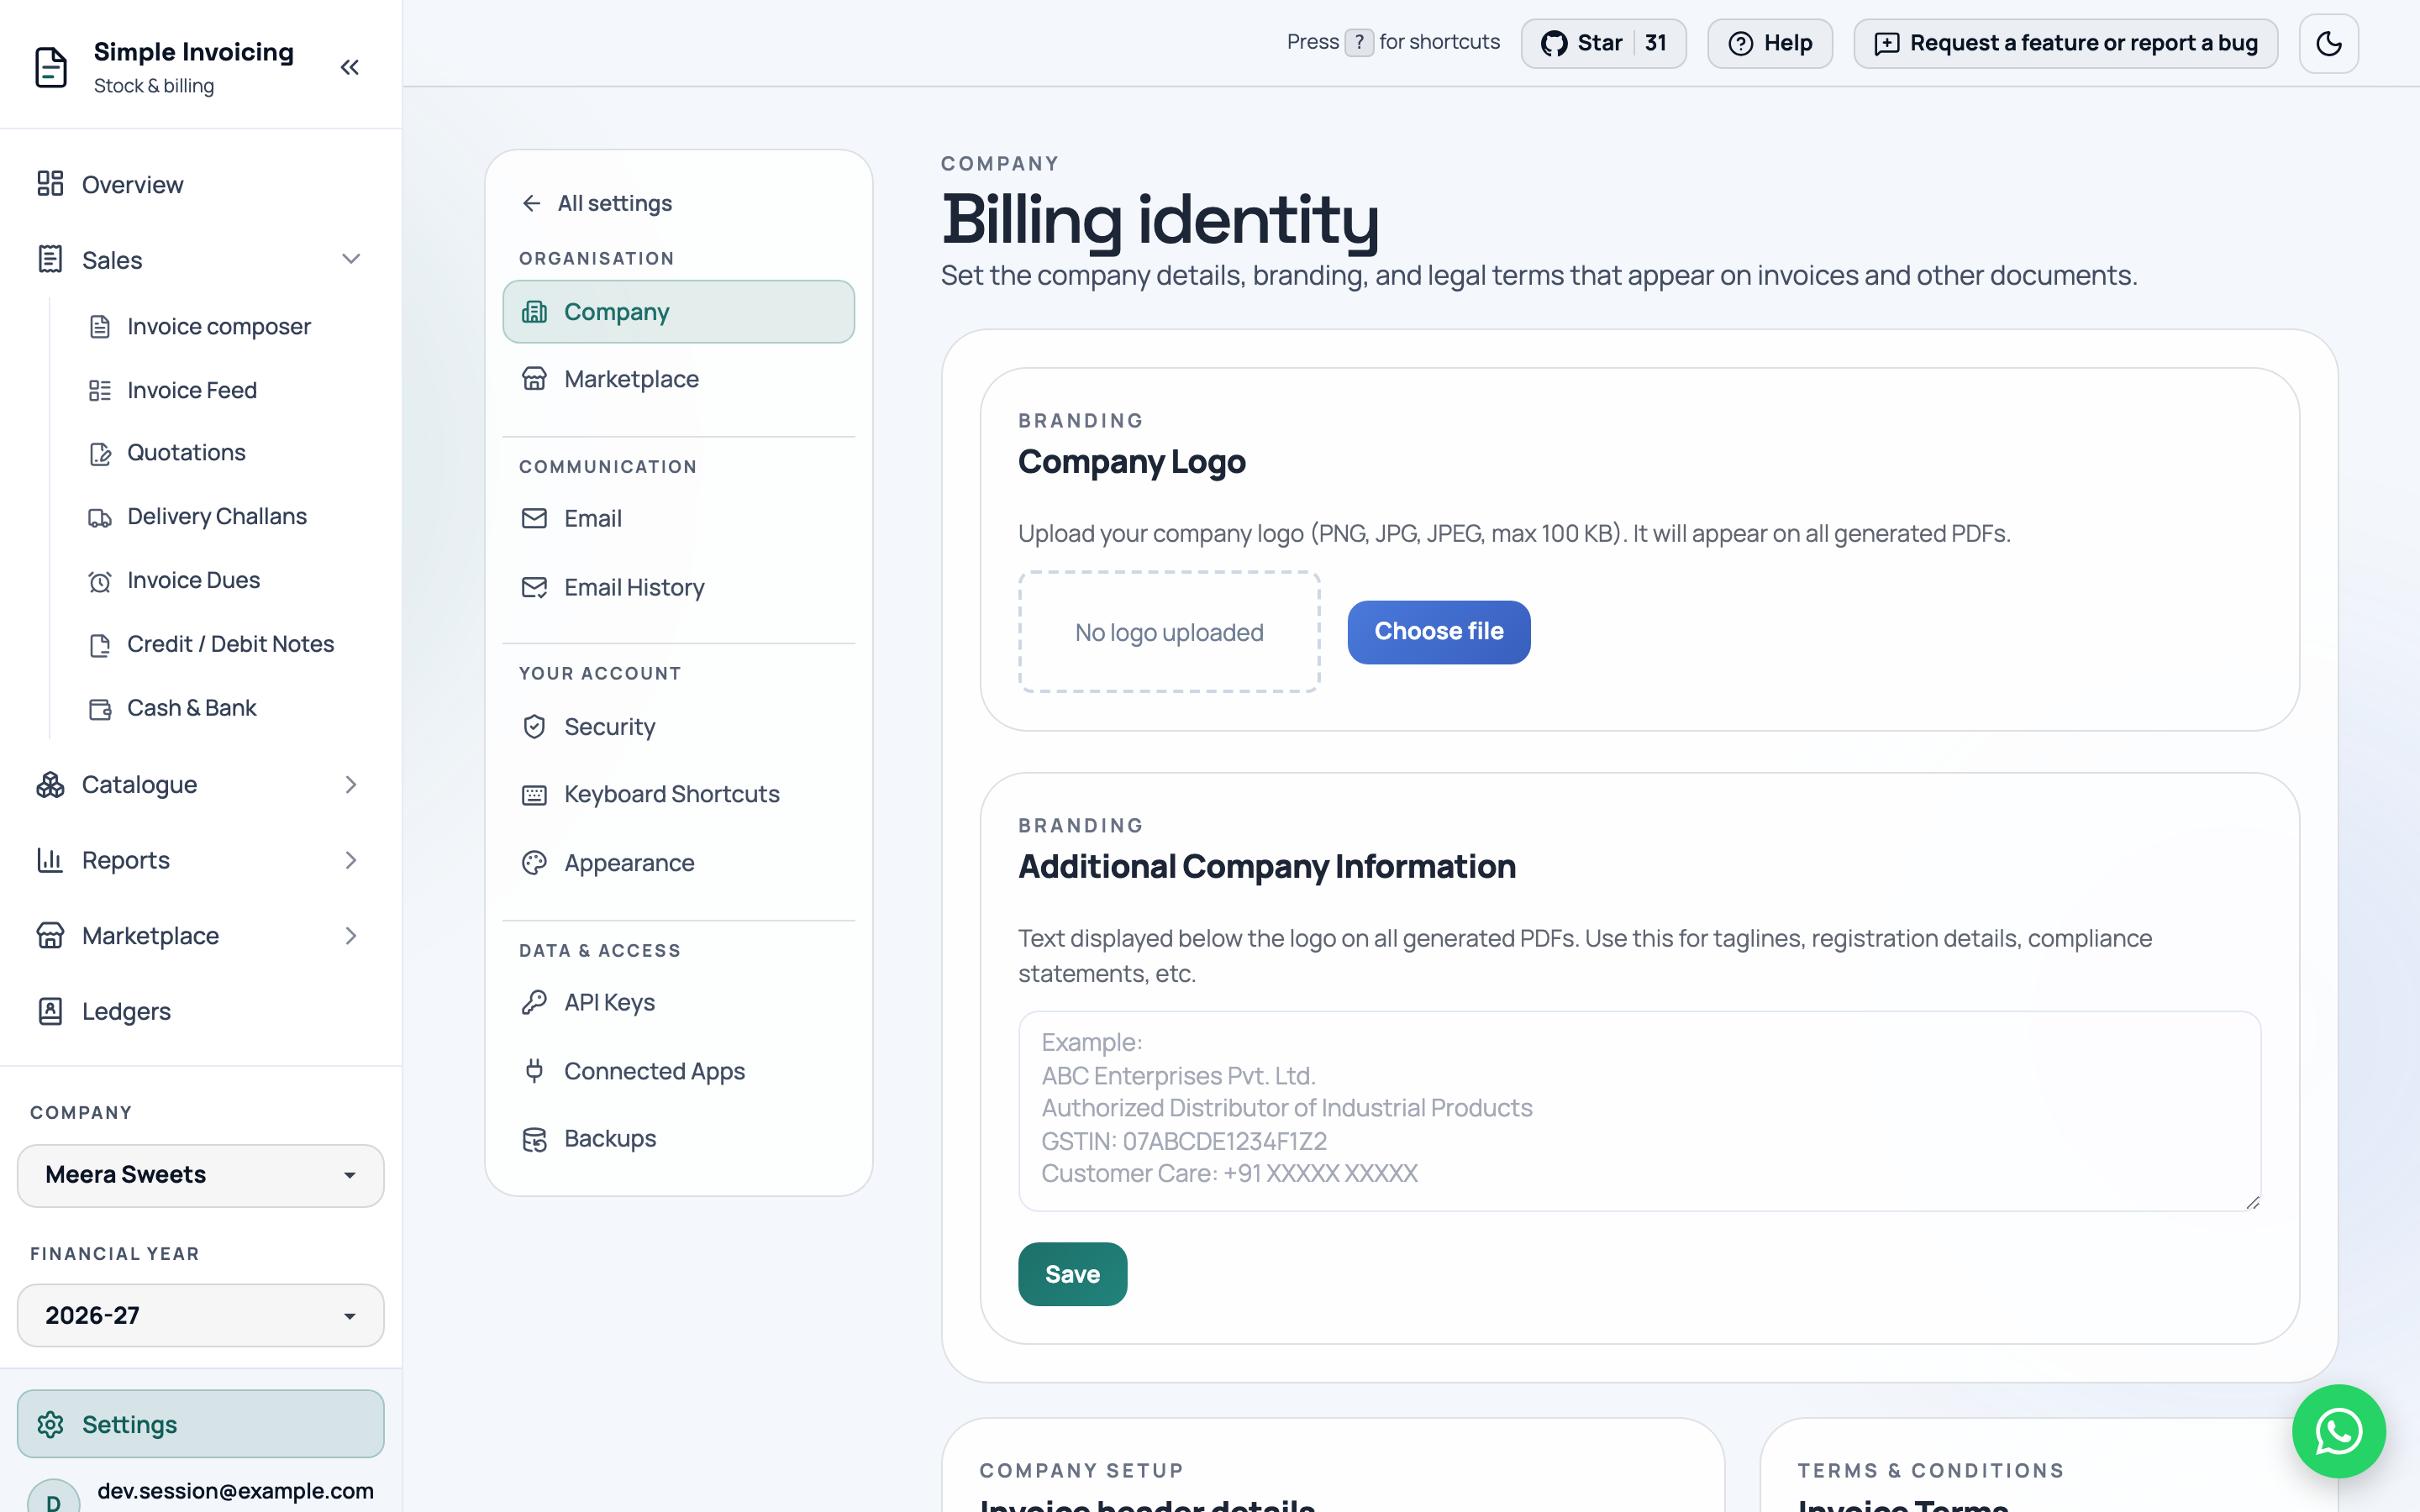 Simple Invoicing
Stock & billing
Overview
Sales
Invoice composer
Invoice Feed
Quotations
Delivery Challans
Invoice Dues
Credit / Debit Notes
Cash & Bank
Catalogue
Reports
Marketplace
Ledgers
COMPANY
Meera Sweets
FINANCIAL YEAR
2026-27
Settings
D
dev.session@example.com
Press ? for shortcuts
Star 31
Help
Request a feature or report a bug
All settings
ORGANISATION
Company
Marketplace
COMMUNICATION
Email
Email History
YOUR ACCOUNT
Security
Keyboard Shortcuts
Appearance
DATA & ACCESS
API Keys
Connected Apps
Backups
COMPANY
Billing identity
Set the company details, branding, and legal terms that appear on invoices and other documents.
BRANDING
Company Logo
Upload your company logo (PNG, JPG, JPEG, max 100 KB). It will appear on all generated PDFs.
No logo uploaded
Choose file
BRANDING
Additional Company Information
Text displayed below the logo on all generated PDFs. Use this for taglines, registration details, compliance
statements, etc.
Example:
ABC Enterprises Pvt. Ltd.
Authorized Distributor of Industrial Products
GSTIN: 07ABCDE1234F1Z2
Customer Care: +91 XXXXX XXXXX
Save
COMPANY SETUP
Invoice header details
TERMS & CONDITIONS
Invoice Terms